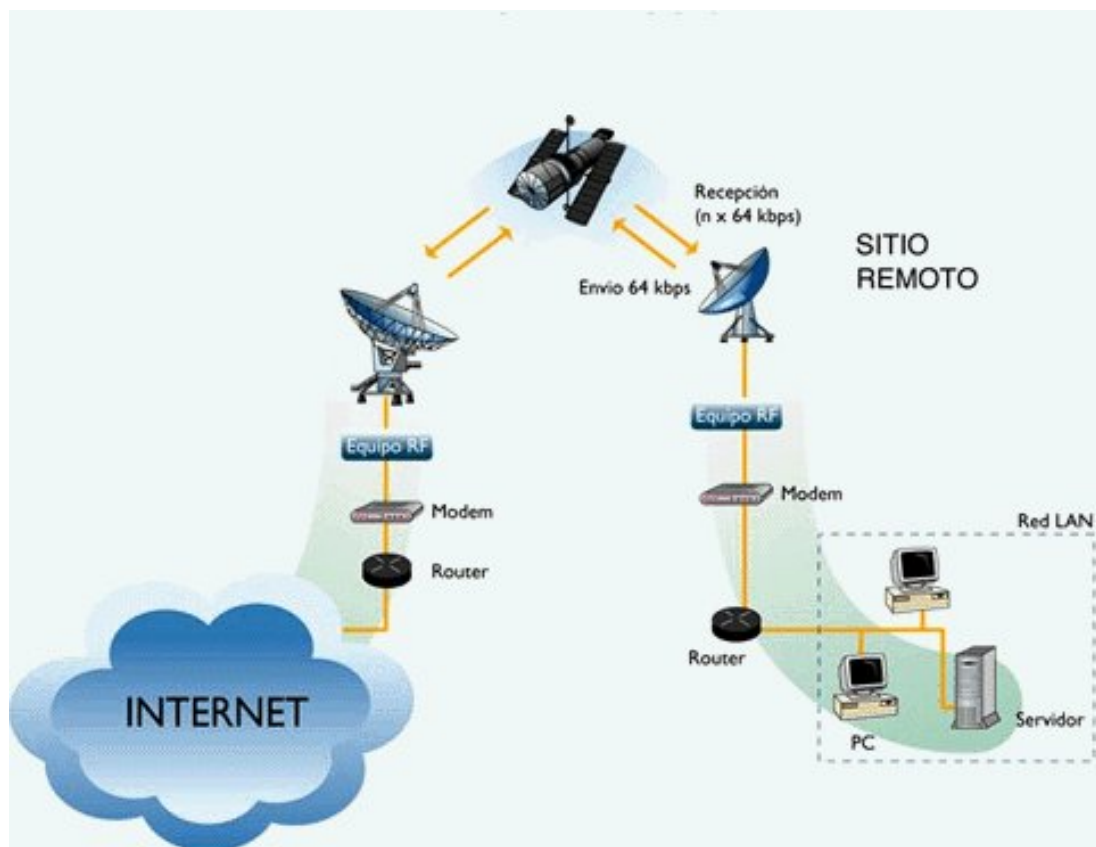 Recepción
(n x 64 kbps)
SITIO
REMOTO
Envio 64 kbps
Equipo RF
Modem
Router
INTERNET
Equipo RF
Modem
Red LAN
Router
PC
Servidor